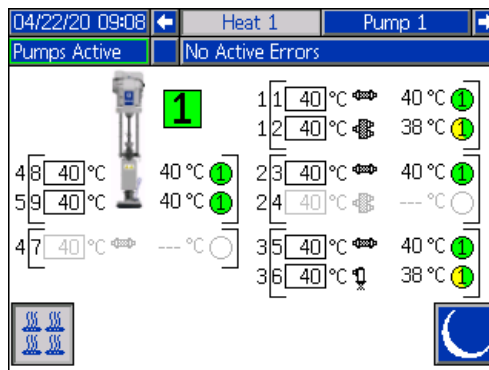 04/22/20 09:08 Heat 1 Pump 1
Pumps Active No Active Errors
1
1 1 40 °C 40 °C 1
1 2 40 °C 38 °C 1
4 8 40 °C 40 °C 1
5 9 40 °C 40 °C 1
2 3 40 °C 40 °C 1
2 4 40 °C --- °C
4 7 40 °C --- °C
3 5 40 °C 40 °C 1
3 6 40 °C 38 °C 1